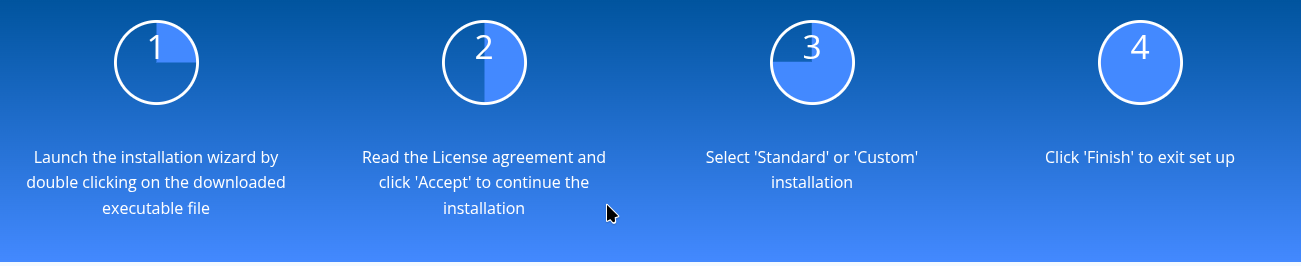 1
Launch the installation wizard by
double clicking on the downloaded
executable file
2
Read the License agreement and
click 'Accept' to continue the
installation
3
Select 'Standard' or 'Custom'
installation
4
Click 'Finish' to exit set up